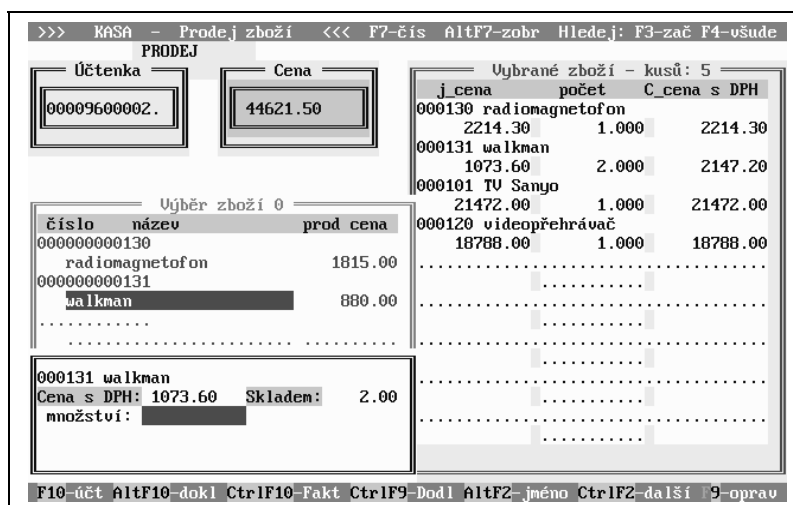 >>> KASA - Prodej zboží <<< F7-čís AltF7-zobr Hledej: F3-zač F4-všude
PRODEJ
Účtenka
00009600002.
Cena
44621.50
Výběr zboží 0
číslo název prod cena
000000000130
radiomagnetofon 1815.00
000000000131
walkman 880.00
............
........................ ..........
000131 walkman
Cena s DPH: 1073.60 Skladem: 2.00
množství:
Vybrané zboží - kusů: 5
j_cena počet C_cena s DPH
000130 radiomagnetofon
2214.30 1.000 2214.30
000131 walkman
1073.60 2.000 2147.20
000101 TV Sanyo
21472.00 1.000 21472.00
000120 videopřehrávač
18788.00 1.000 18788.00
F10-účt AltF10-dokl CtrlF10-Fakt CtrlF9-Dodl AltF2-jméno CtrlF2-další F9-oprav